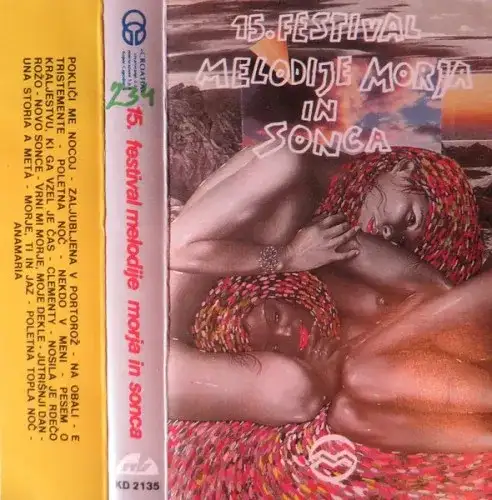 POKLIČI ME NOCOJ - ZALJUBLJENA V PORTOROŽ - NA OBALI - E
TRISTEMENTE - POLETNA NOČ - NEKDO V MENI - PESEM O
KRALJESTVU, KI GA VZEL JE ČAS - CLEMENTY - NOSILA JE RDEČO
ROŽO - NOVO SONCE - VRNI MI MORJE, MOJE DEKLE - JUTRIŠNJI DAN -
UNA STORIA A META - MORJE, TI IN JAZ - POLETNA TOPLA NOČ -
ANAMARIA
234
15. festival melodije morja in sonca
KD 2135
15. FESTIVAL
MELODIJE MORJA
IN
SONCA